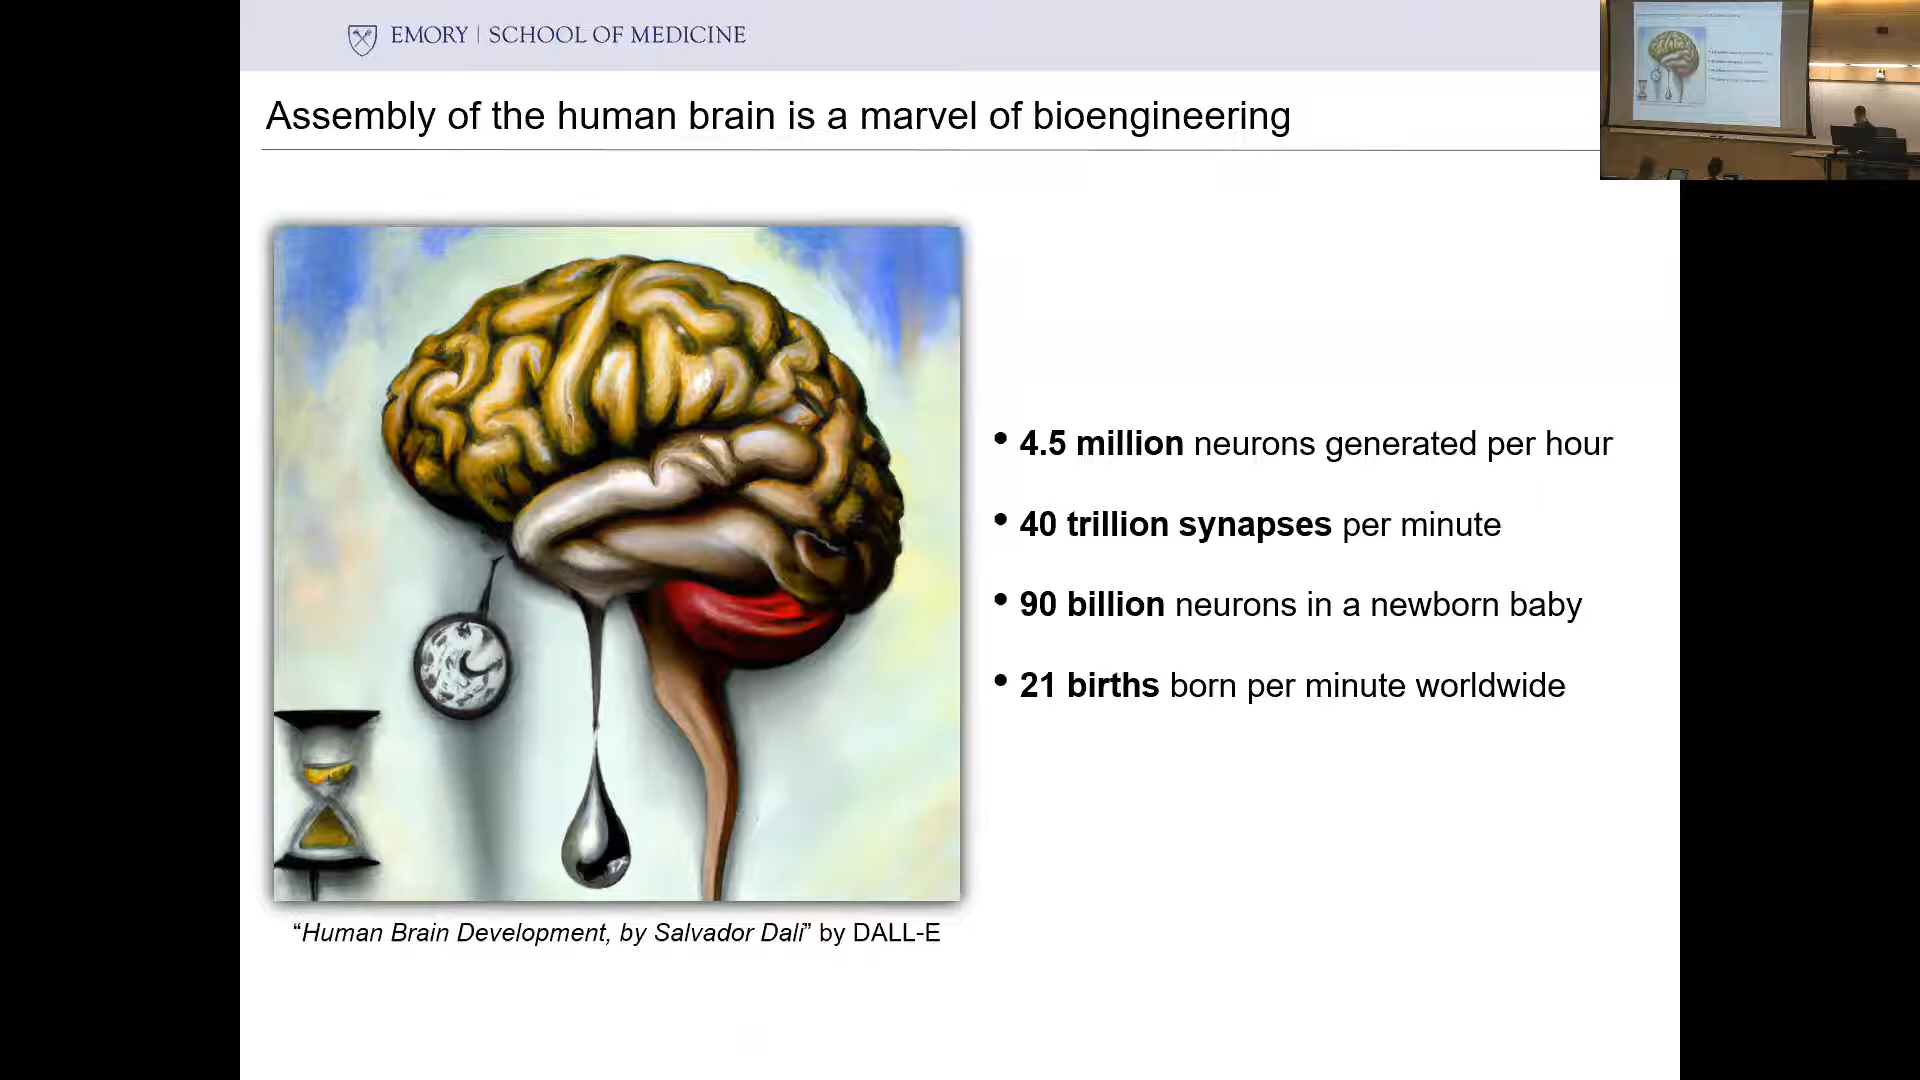 EMORY | SCHOOL OF MEDICINE
Assembly of the human brain is a marvel of bioengineering
• 4.5 million neurons generated per hour
• 40 trillion synapses per minute
• 90 billion neurons in a newborn baby
• 21 births born per minute worldwide
“Human Brain Development, by Salvador Dalí” by DALL-E